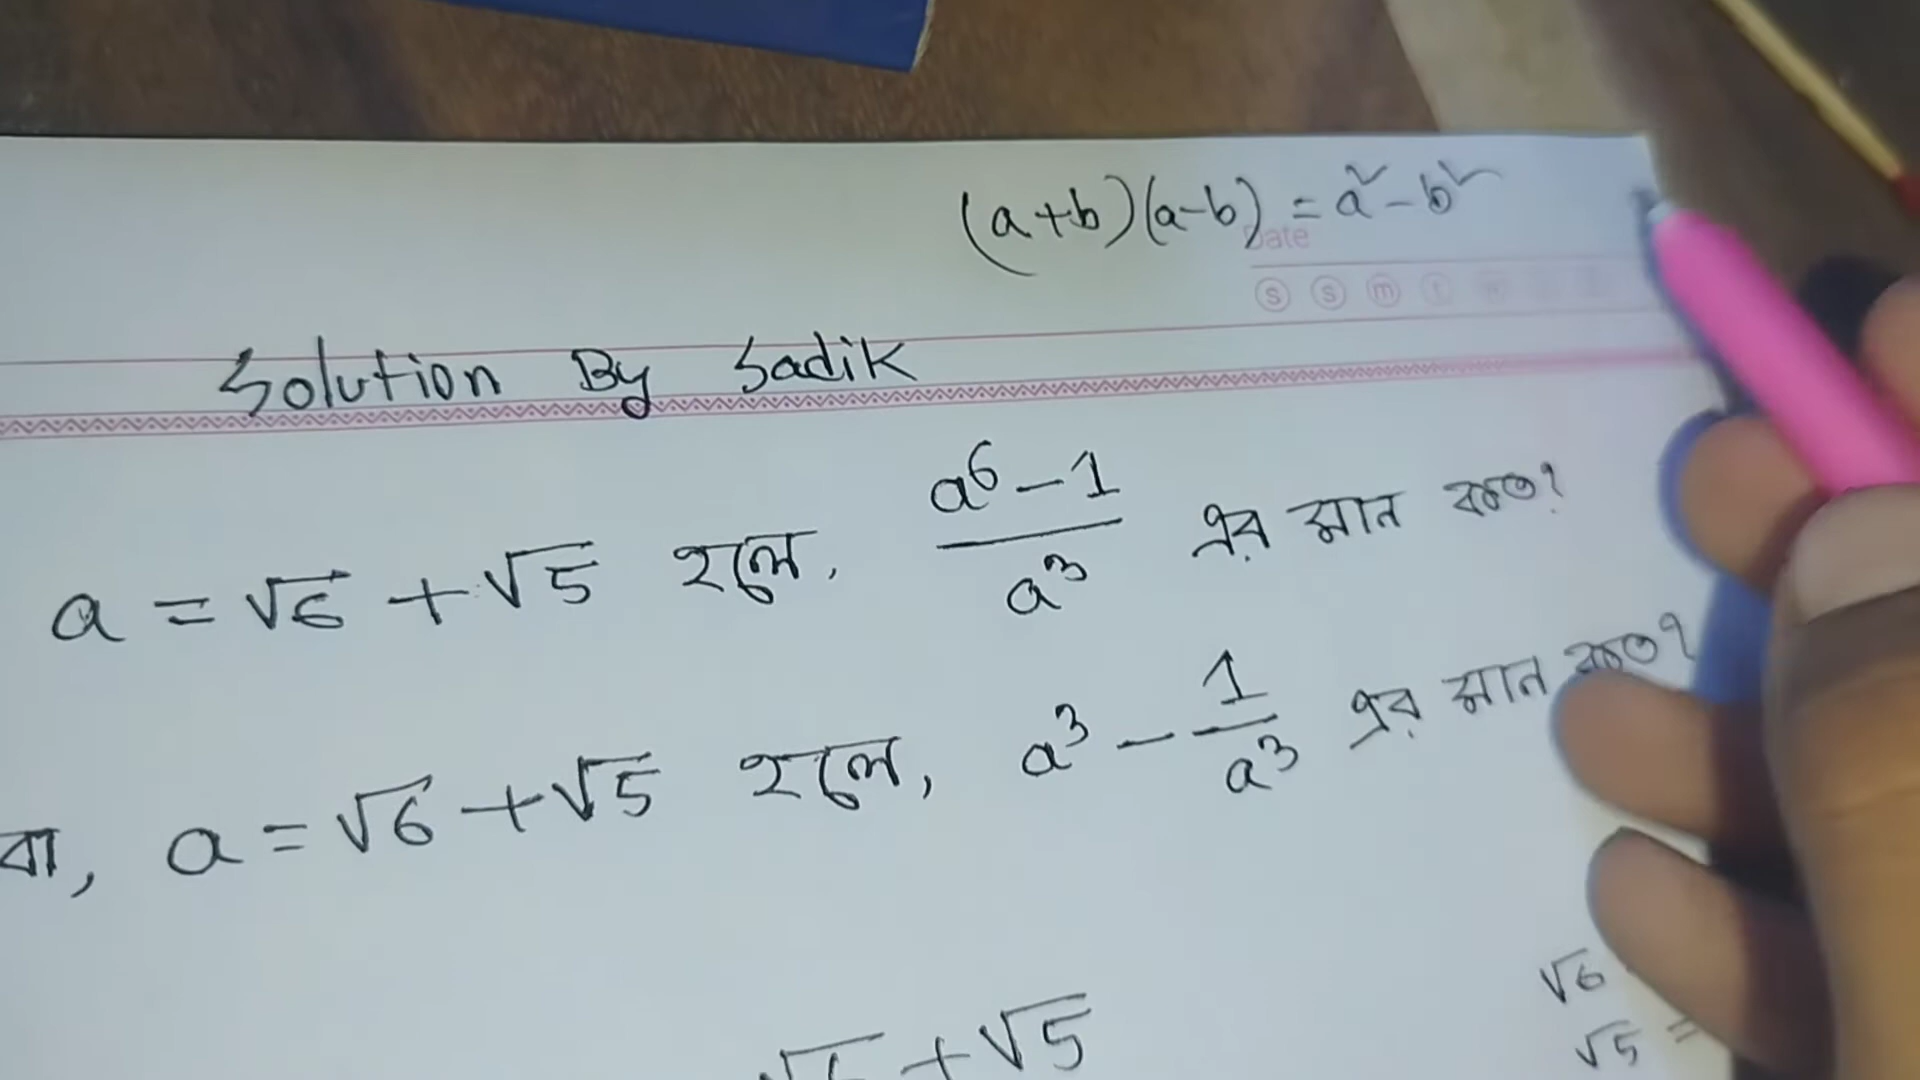 (a+b)(a-b) = a² - b²
Date
S S m t
Solution By Sadik
a = √6 + √5 হলে, (a⁶ - 1)/a³ এর মান কত?
বা, a = √6 + √5 হলে, a³ - 1/a³ এর মান কত?
√6
√6 + √5
√5 =